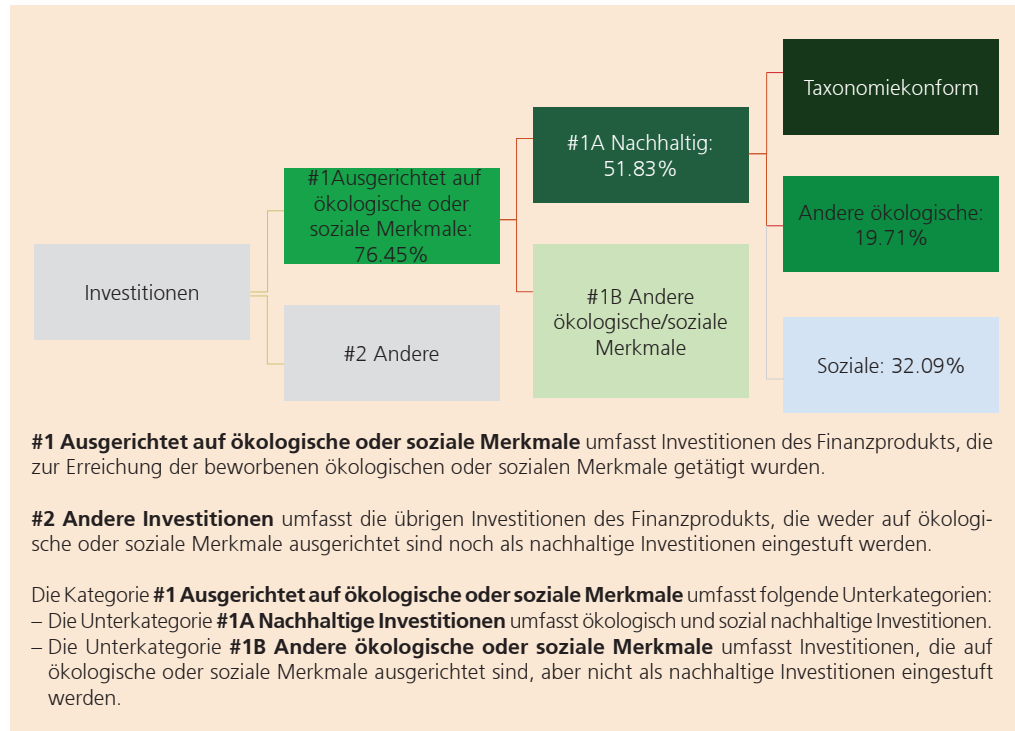 Taxonomiekonform
#1A Nachhaltig:
51.83%
#1Ausgerichtet auf
ökologische oder
soziale Merkmale:
76.45%
Andere ökologische:
19.71%
Investitionen
#1B Andere
ökologische/soziale
Merkmale
#2 Andere
Soziale: 32.09%
#1 Ausgerichtet auf ökologische oder soziale Merkmale umfasst Investitionen des Finanzprodukts, die
zur Erreichung der beworbenen ökologischen oder sozialen Merkmale getätigt wurden.
#2 Andere Investitionen umfasst die übrigen Investitionen des Finanzprodukts, die weder auf ökologi-
sche oder soziale Merkmale ausgerichtet sind noch als nachhaltige Investitionen eingestuft werden.
Die Kategorie #1 Ausgerichtet auf ökologische oder soziale Merkmale umfasst folgende Unterkategorien:
– Die Unterkategorie #1A Nachhaltige Investitionen umfasst ökologisch und sozial nachhaltige Investitionen.
– Die Unterkategorie #1B Andere ökologische oder soziale Merkmale umfasst Investitionen, die auf
ökologische oder soziale Merkmale ausgerichtet sind, aber nicht als nachhaltige Investitionen eingestuft
werden.